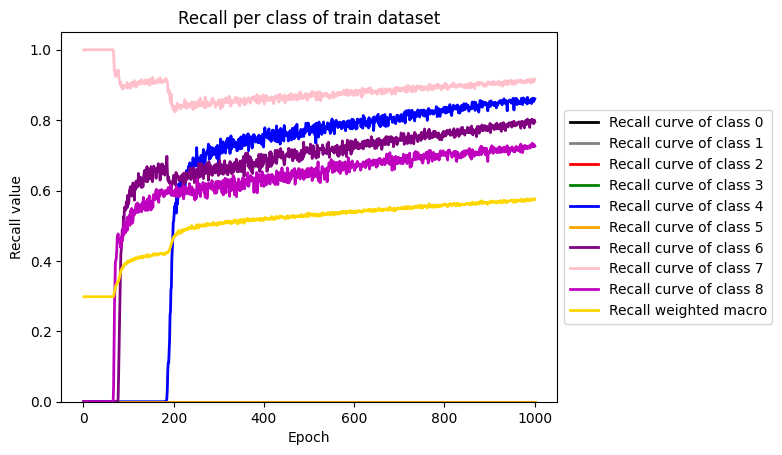 Recall per class of train dataset
Recall value
1.0
0.8
0.6
0.4
0.2
0.0
0
200
400
600
800
1000
Epoch
Recall curve of class 0
Recall curve of class 1
Recall curve of class 2
Recall curve of class 3
Recall curve of class 4
Recall curve of class 5
Recall curve of class 6
Recall curve of class 7
Recall curve of class 8
Recall weighted macro